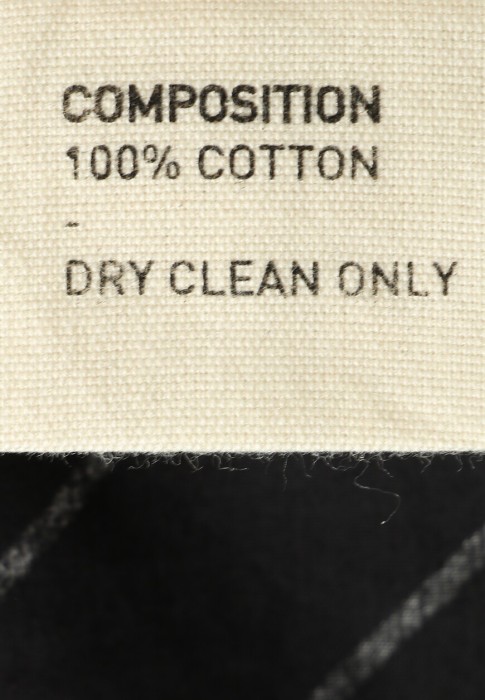 COMPOSITION
100% COTTON
-
DRY CLEAN ONLY